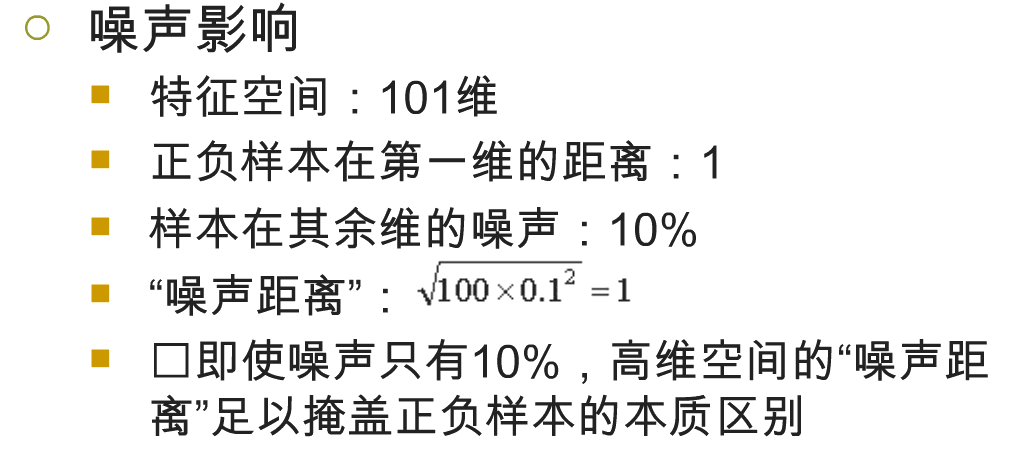 噪声影响
特征空间：101维
正负样本在第一维的距离：1
样本在其余维的噪声：10%
“噪声距离”： √100×0.1² =1
□即使噪声只有10%，高维空间的“噪声距
离”足以掩盖正负样本的本质区别